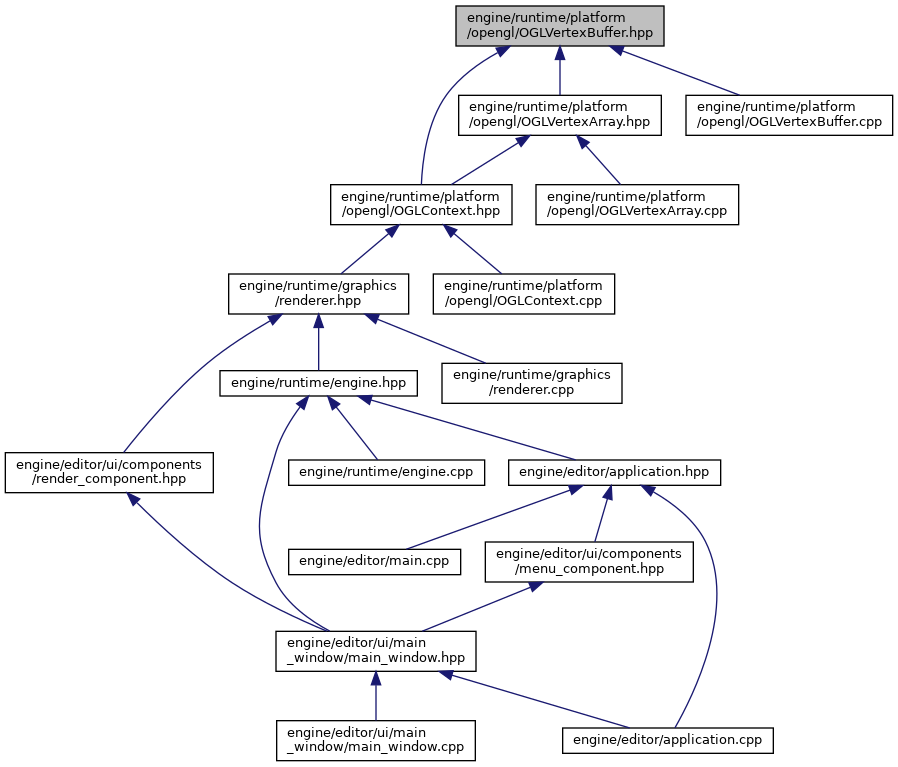 engine/runtime/platform
/opengl/OGLVertexBuffer.hpp
engine/runtime/platform
/opengl/OGLVertexArray.hpp
engine/runtime/platform
/opengl/OGLVertexBuffer.cpp
engine/runtime/platform
/opengl/OGLContext.hpp
engine/runtime/platform
/opengl/OGLVertexArray.cpp
engine/runtime/graphics
/renderer.hpp
engine/runtime/platform
/opengl/OGLContext.cpp
engine/runtime/engine.hpp
engine/runtime/graphics
/renderer.cpp
engine/editor/ui/components
/render_component.hpp
engine/runtime/engine.cpp
engine/editor/application.hpp
engine/editor/main.cpp
engine/editor/ui/components
/menu_component.hpp
engine/editor/ui/main
_window/main_window.hpp
engine/editor/ui/main
_window/main_window.cpp
engine/editor/application.cpp